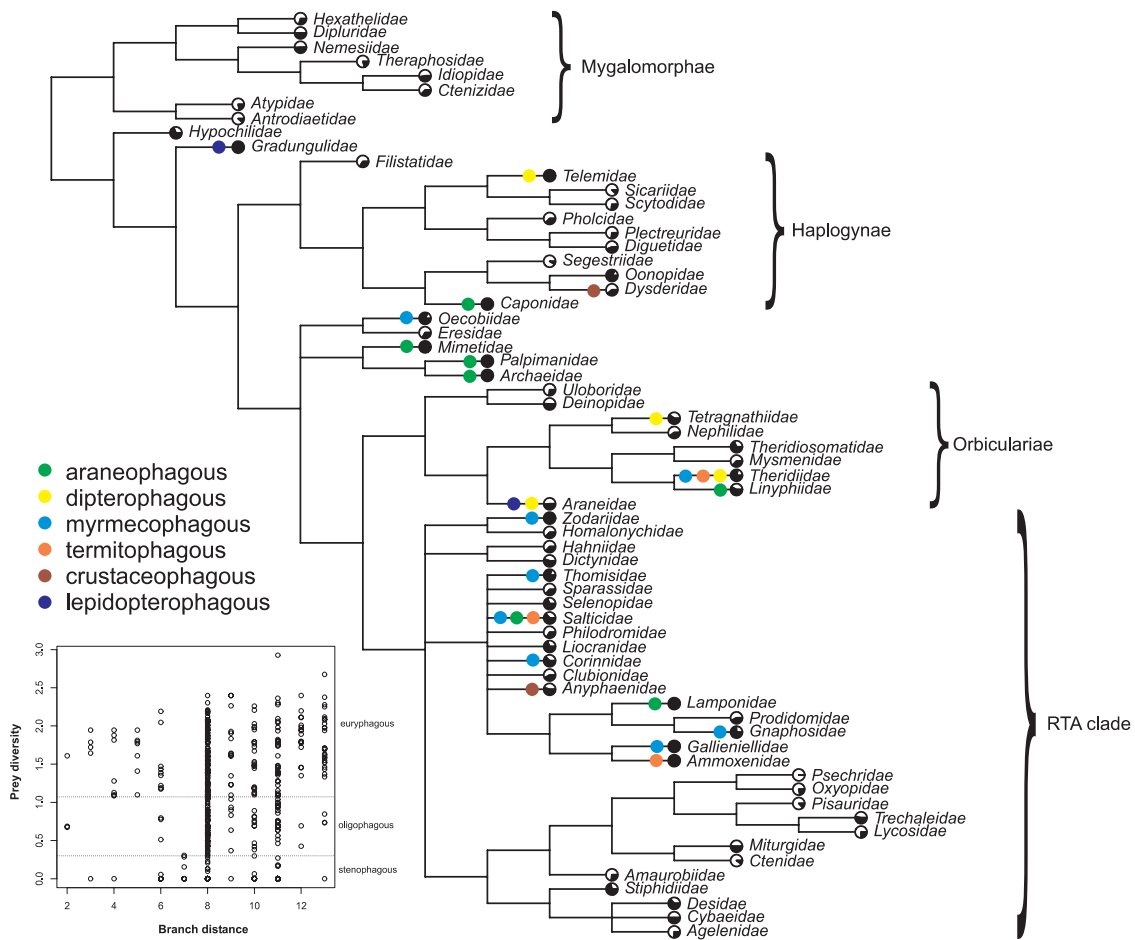 Hexathelidae
Dipluridae
Nemesiidae
Theraphosidae
Idiopidae
Ctenizidae
Mygalomorphae
Atypidae
Antrodiaetidae
Hypochilidae
Gradungulidae
Filistatidae
Telemidae
Sicariidae
Scytodidae
Pholcidae
Plectreuridae
Diguetidae
Haplogynae
Segestriidae
Oonopidae
Dysderidae
Caponidae
Oecobiidae
Eresidae
Mimetidae
Palpimanidae
Archaeidae
Uloboridae
Deinopidae
Tetragnathiidae
Nephilidae
Orbiculariae
Theridiosomatidae
Mysmenidae
Theridiidae
Linyphiidae
Araneidae
Zodariidae
Homalonychidae
Hahniidae
Dictynidae
Thomisidae
Sparassidae
Selenopidae
Salticidae
Philodromidae
Liocranidae
Corinnidae
Clubionidae
Anyphaenidae
Lamponidae
Prodidomidae
Gnaphosidae
RTA clade
Gallieniellidae
Ammoxenidae
Psechridae
Oxyopidae
Pisauridae
Trechaleidae
Lycosidae
Miturgidae
Ctenidae
Amaurobiidae
Stiphidiidae
Desidae
Cybaeidae
Agelenidae
araneophagous
dipterophagous
myrmecophagous
termitophagous
crustaceophagous
lepidopterophagous
Prey diversity
3.0
2.5
2.0
1.5
1.0
0.5
0.0
euryphagous
oligophagous
stenophagous
2 4 6 8 10 12
Branch distance